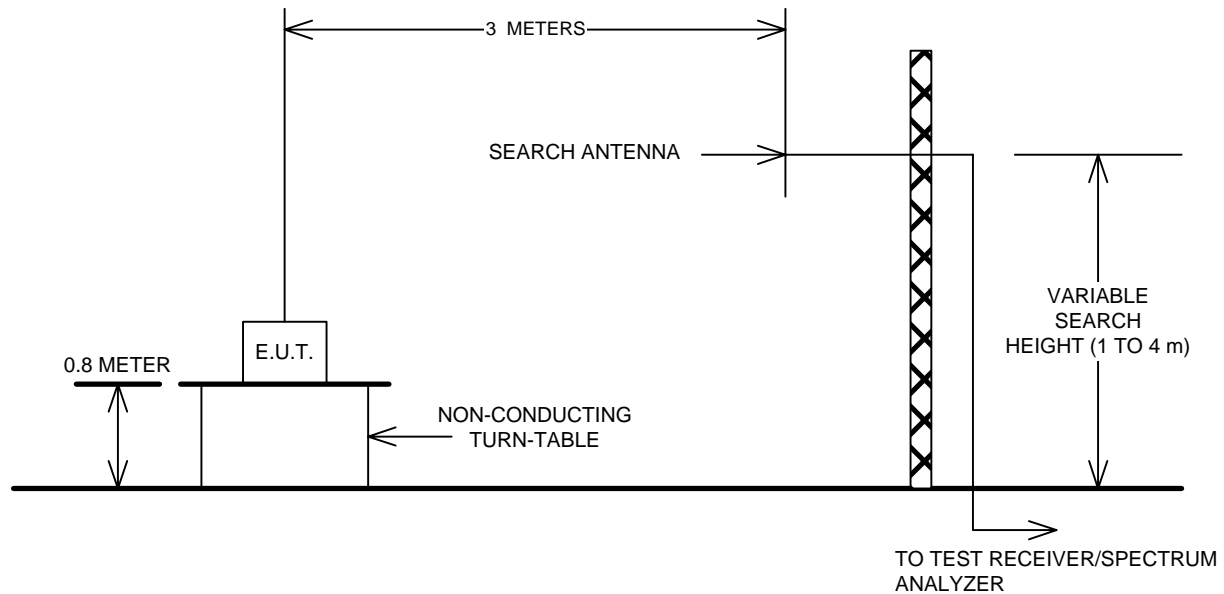 3 METERS
SEARCH ANTENNA
VARIABLE
SEARCH
HEIGHT (1 TO 4 m)
E.U.T.
0.8 METER
NON-CONDUCTING
TURN-TABLE
TO TEST RECEIVER/SPECTRUM
ANALYZER